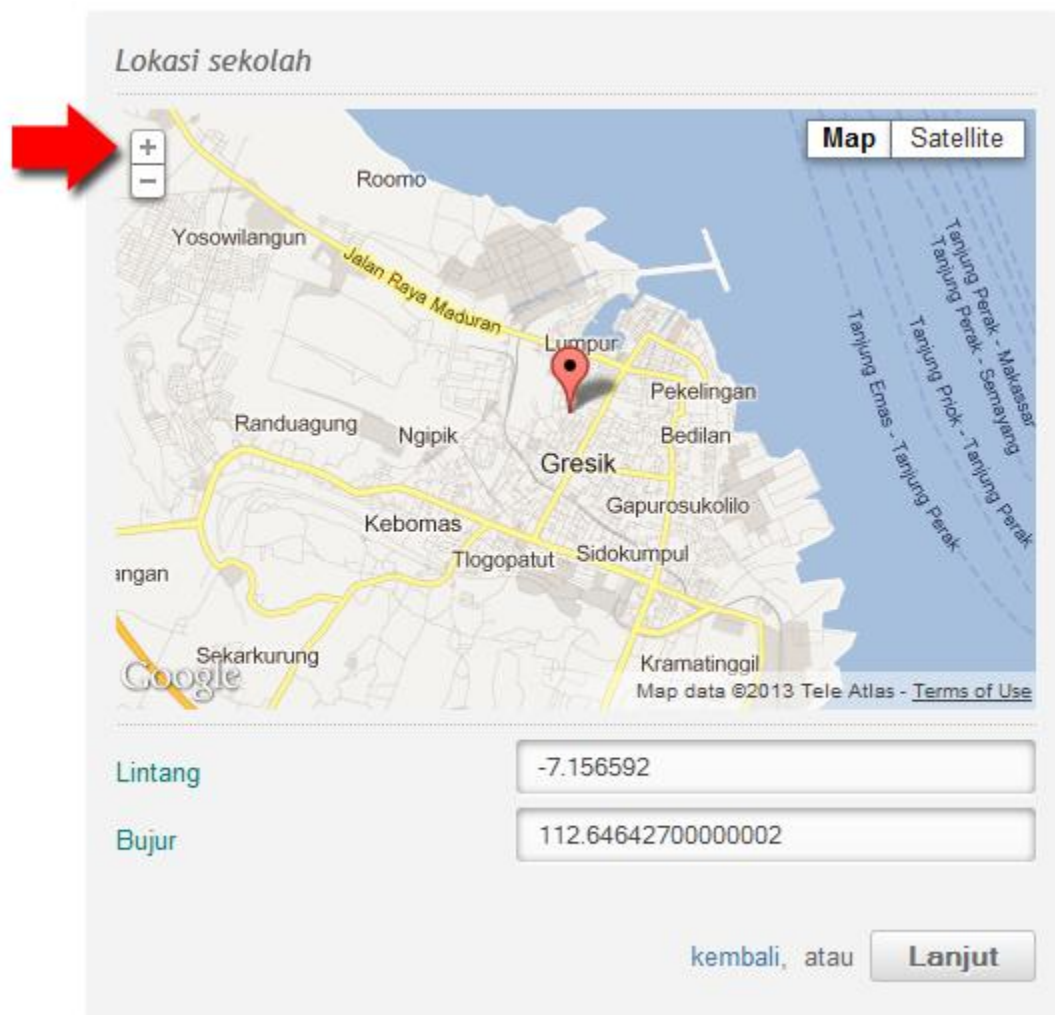 Lokasi sekolah
+
−
Map
Satellite
Roomo
Yosowilangun
Jalan Raya Maduran
Lumpur
Pekelingan
Randuagung
Ngipik
Bedilan
Gresik
Gapurosukolilo
Kebomas
Tlogopatut
Sidokumpul
angan
Sekarkurung
Kramatinggil
Tanjung Perak - Makassar
Tanjung Perak - Semayang
Tanjung Priok - Tanjung Perak
Tanjung Emas - Tanjung Perak
Google
Map data ©2013 Tele Atlas - Terms of Use
Lintang
-7.156592
Bujur
112.64642700000002
kembali, atau
Lanjut